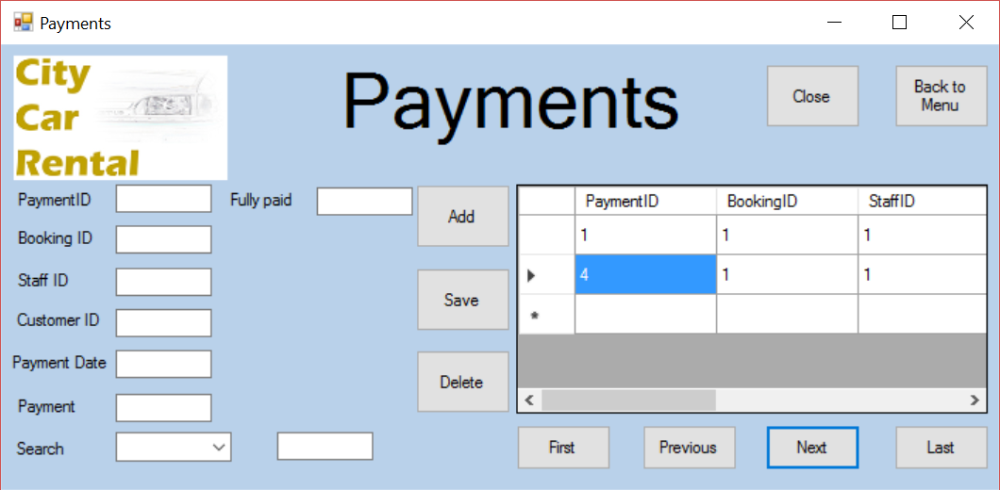 Payments
City
Car
Rental
Payments
Close
Back to
Menu
PaymentID
Fully paid
Booking ID
Staff ID
Customer ID
Payment Date
Payment
Search
Add
Save
Delete
PaymentID BookingID StaffID
1 1 1
4 1 1
*
First Previous Next Last